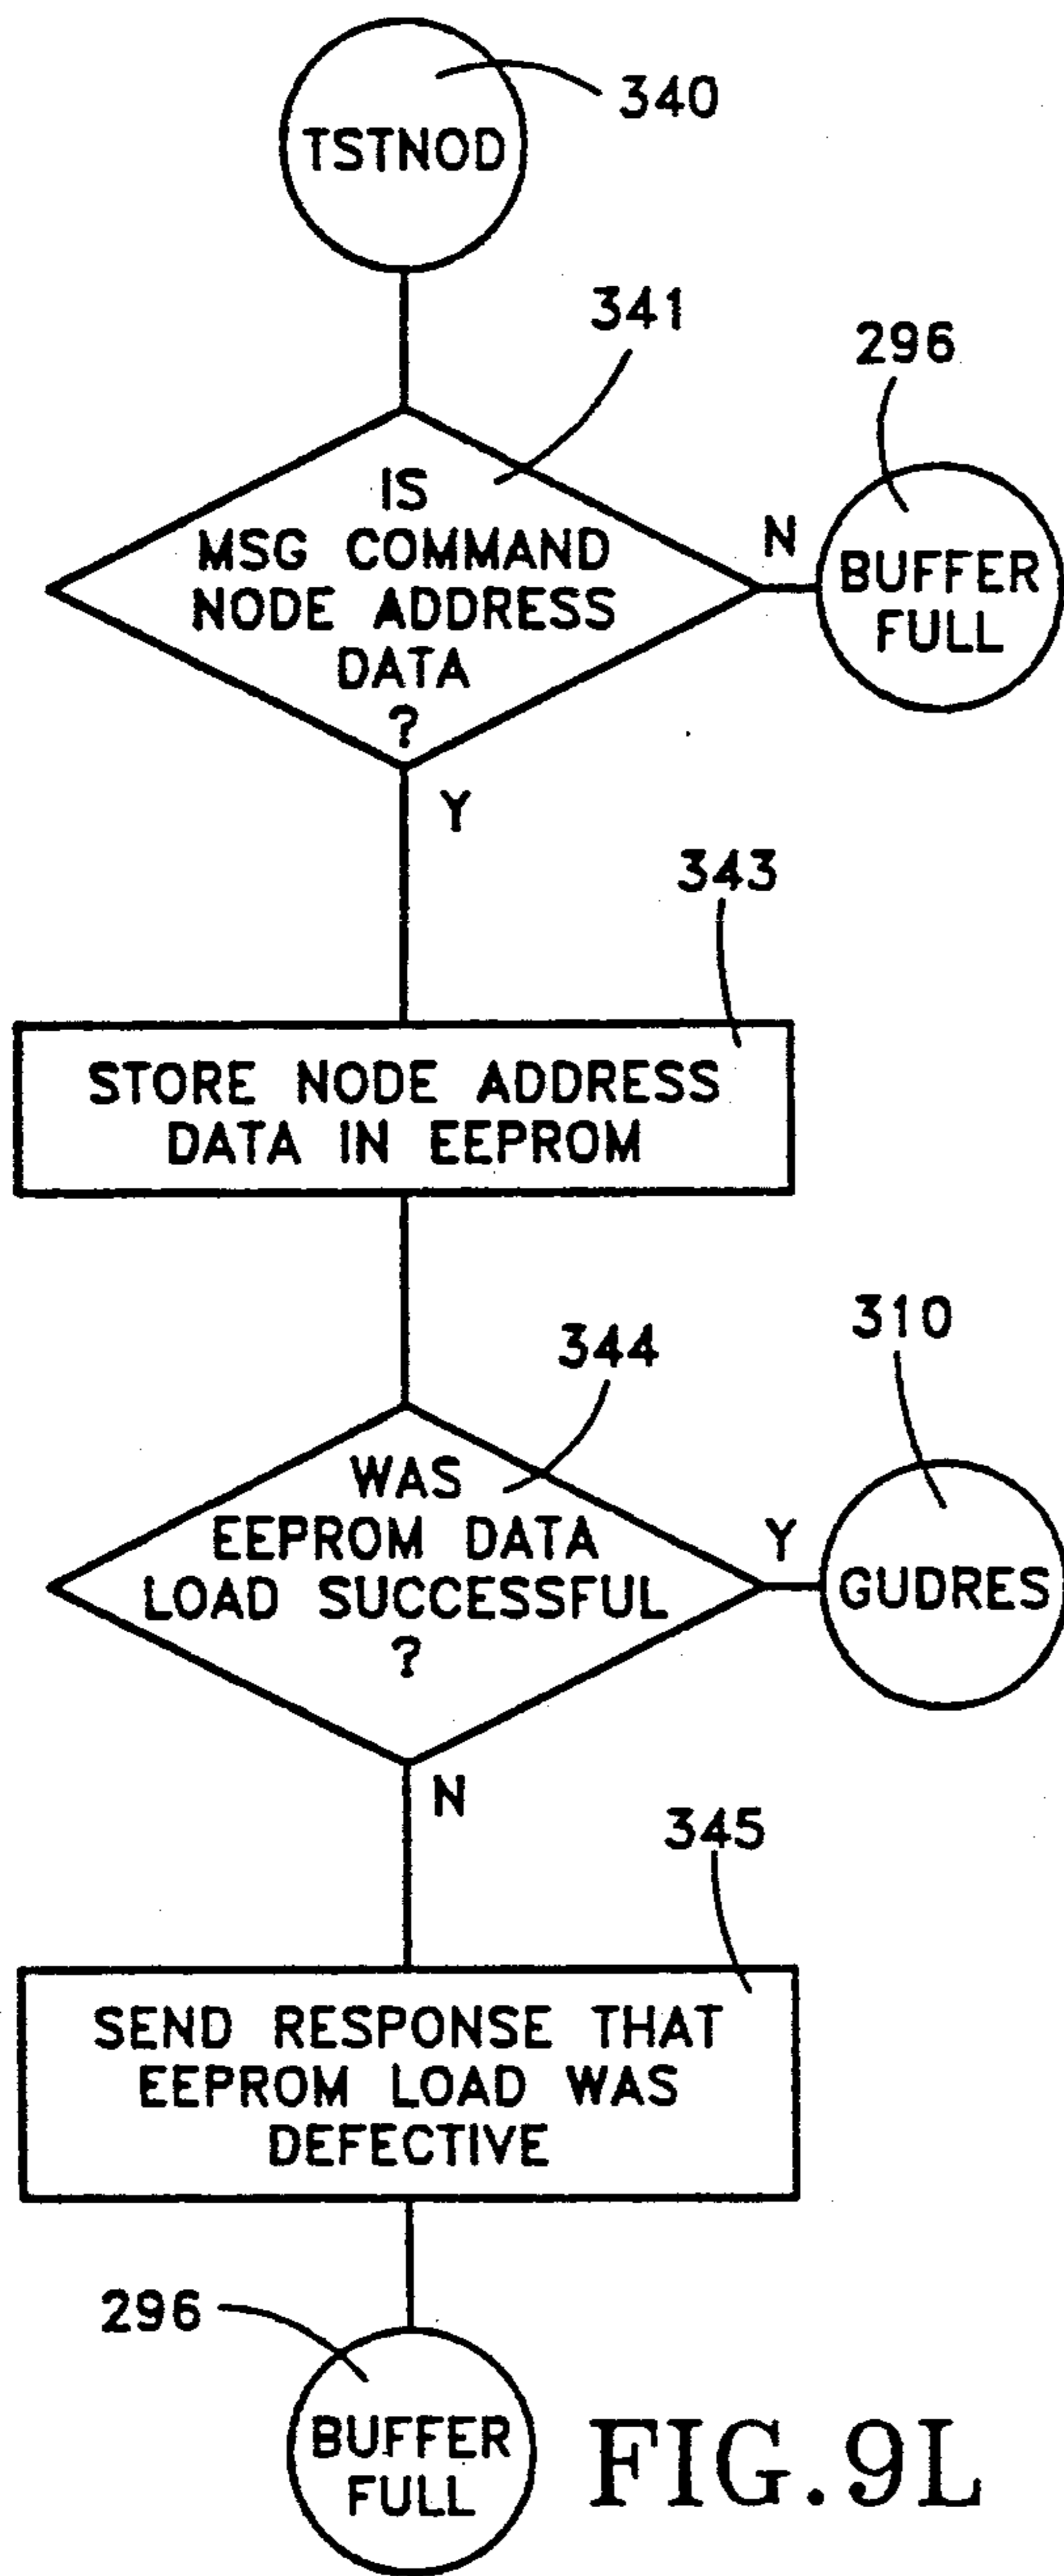 340
TSTNOD
341
296
IS
MSG COMMAND
NODE ADDRESS
DATA
?
N
BUFFER
FULL
Y
343
STORE NODE ADDRESS
DATA IN EEPROM
344
310
WAS
EEPROM DATA
LOAD SUCCESSFUL
?
Y
GUDRES
N
345
SEND RESPONSE THAT
EEPROM LOAD WAS
DEFECTIVE
296
BUFFER
FULL
FIG. 9L